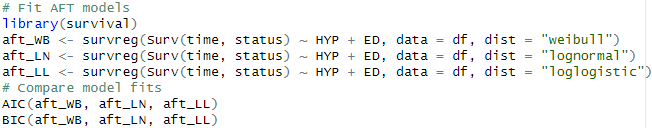 # Fit AFT models
library(survival)
aft_WB <- survreg(Surv(time, status) ~ HYP + ED, data = df, dist = "weibull")
aft_LN <- survreg(Surv(time, status) ~ HYP + ED, data = df, dist = "lognormal")
aft_LL <- survreg(Surv(time, status) ~ HYP + ED, data = df, dist = "loglogistic")
# Compare model fits
AIC(aft_WB, aft_LN, aft_LL)
BIC(aft_WB, aft_LN, aft_LL)